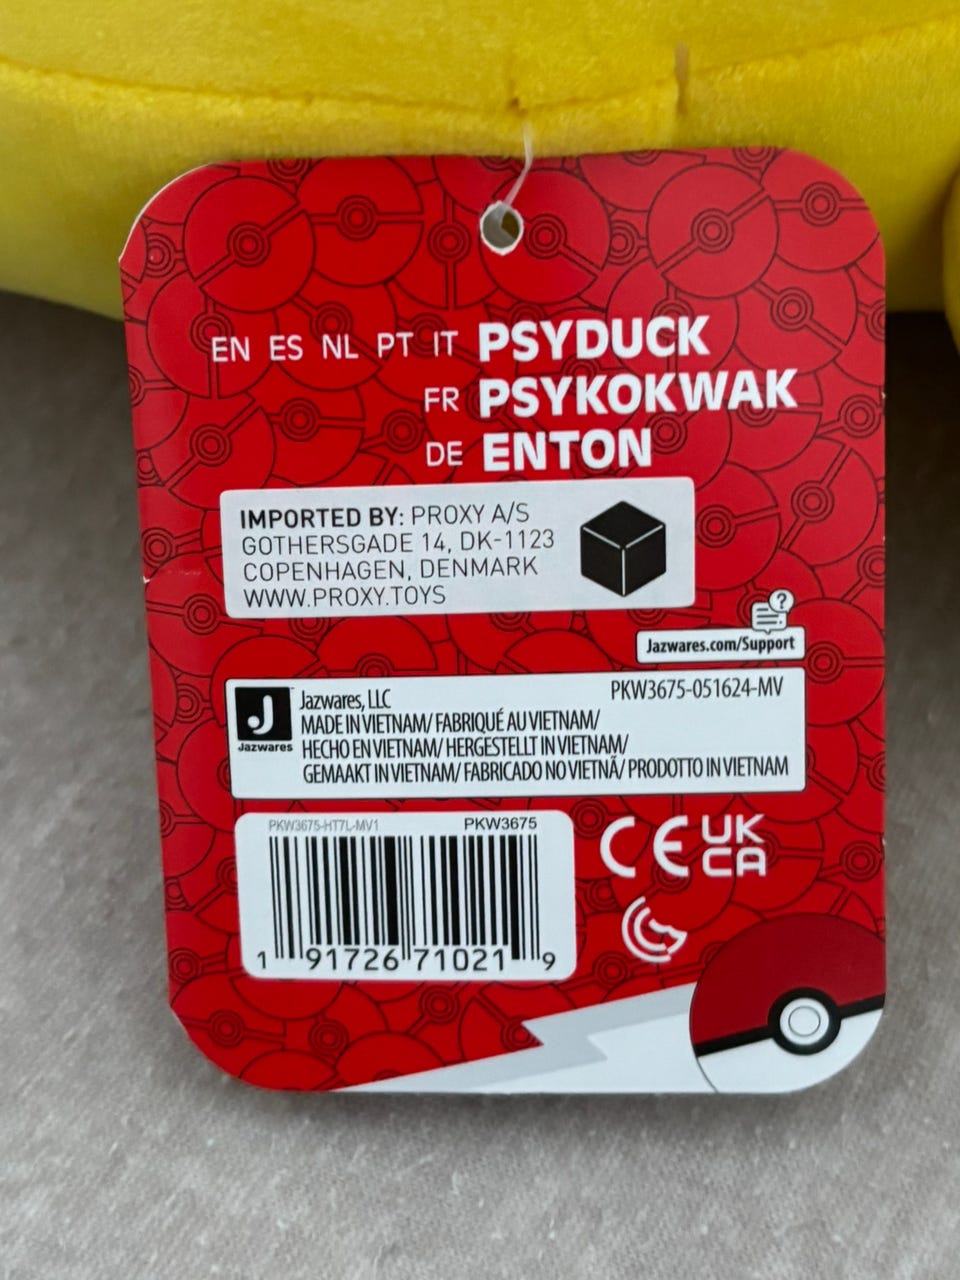 EN ES NL PT IT PSYDUCK
FR PSYKOKWAK
DE ENTON
IMPORTED BY: PROXY A/S
GOTHERSGADE 14, DK-1123
COPENHAGEN, DENMARK
WWW.PROXY.TOYS
?
Jazwares.com/Support
J
Jazwares
Jazwares, LLC PKW3675-051624-MV
MADE IN VIETNAM/ FABRIQUÉ AU VIETNAM/
HECHO EN VIETNAM/ HERGESTELLT IN VIETNAM/
GEMAAKT IN VIETNAM/ FABRICADO NO VIETNÃ/ PRODOTTO IN VIETNAM
PKW3675-HT7L-MV1 PKW3675
1 91726 71021 9
CE UK
CA